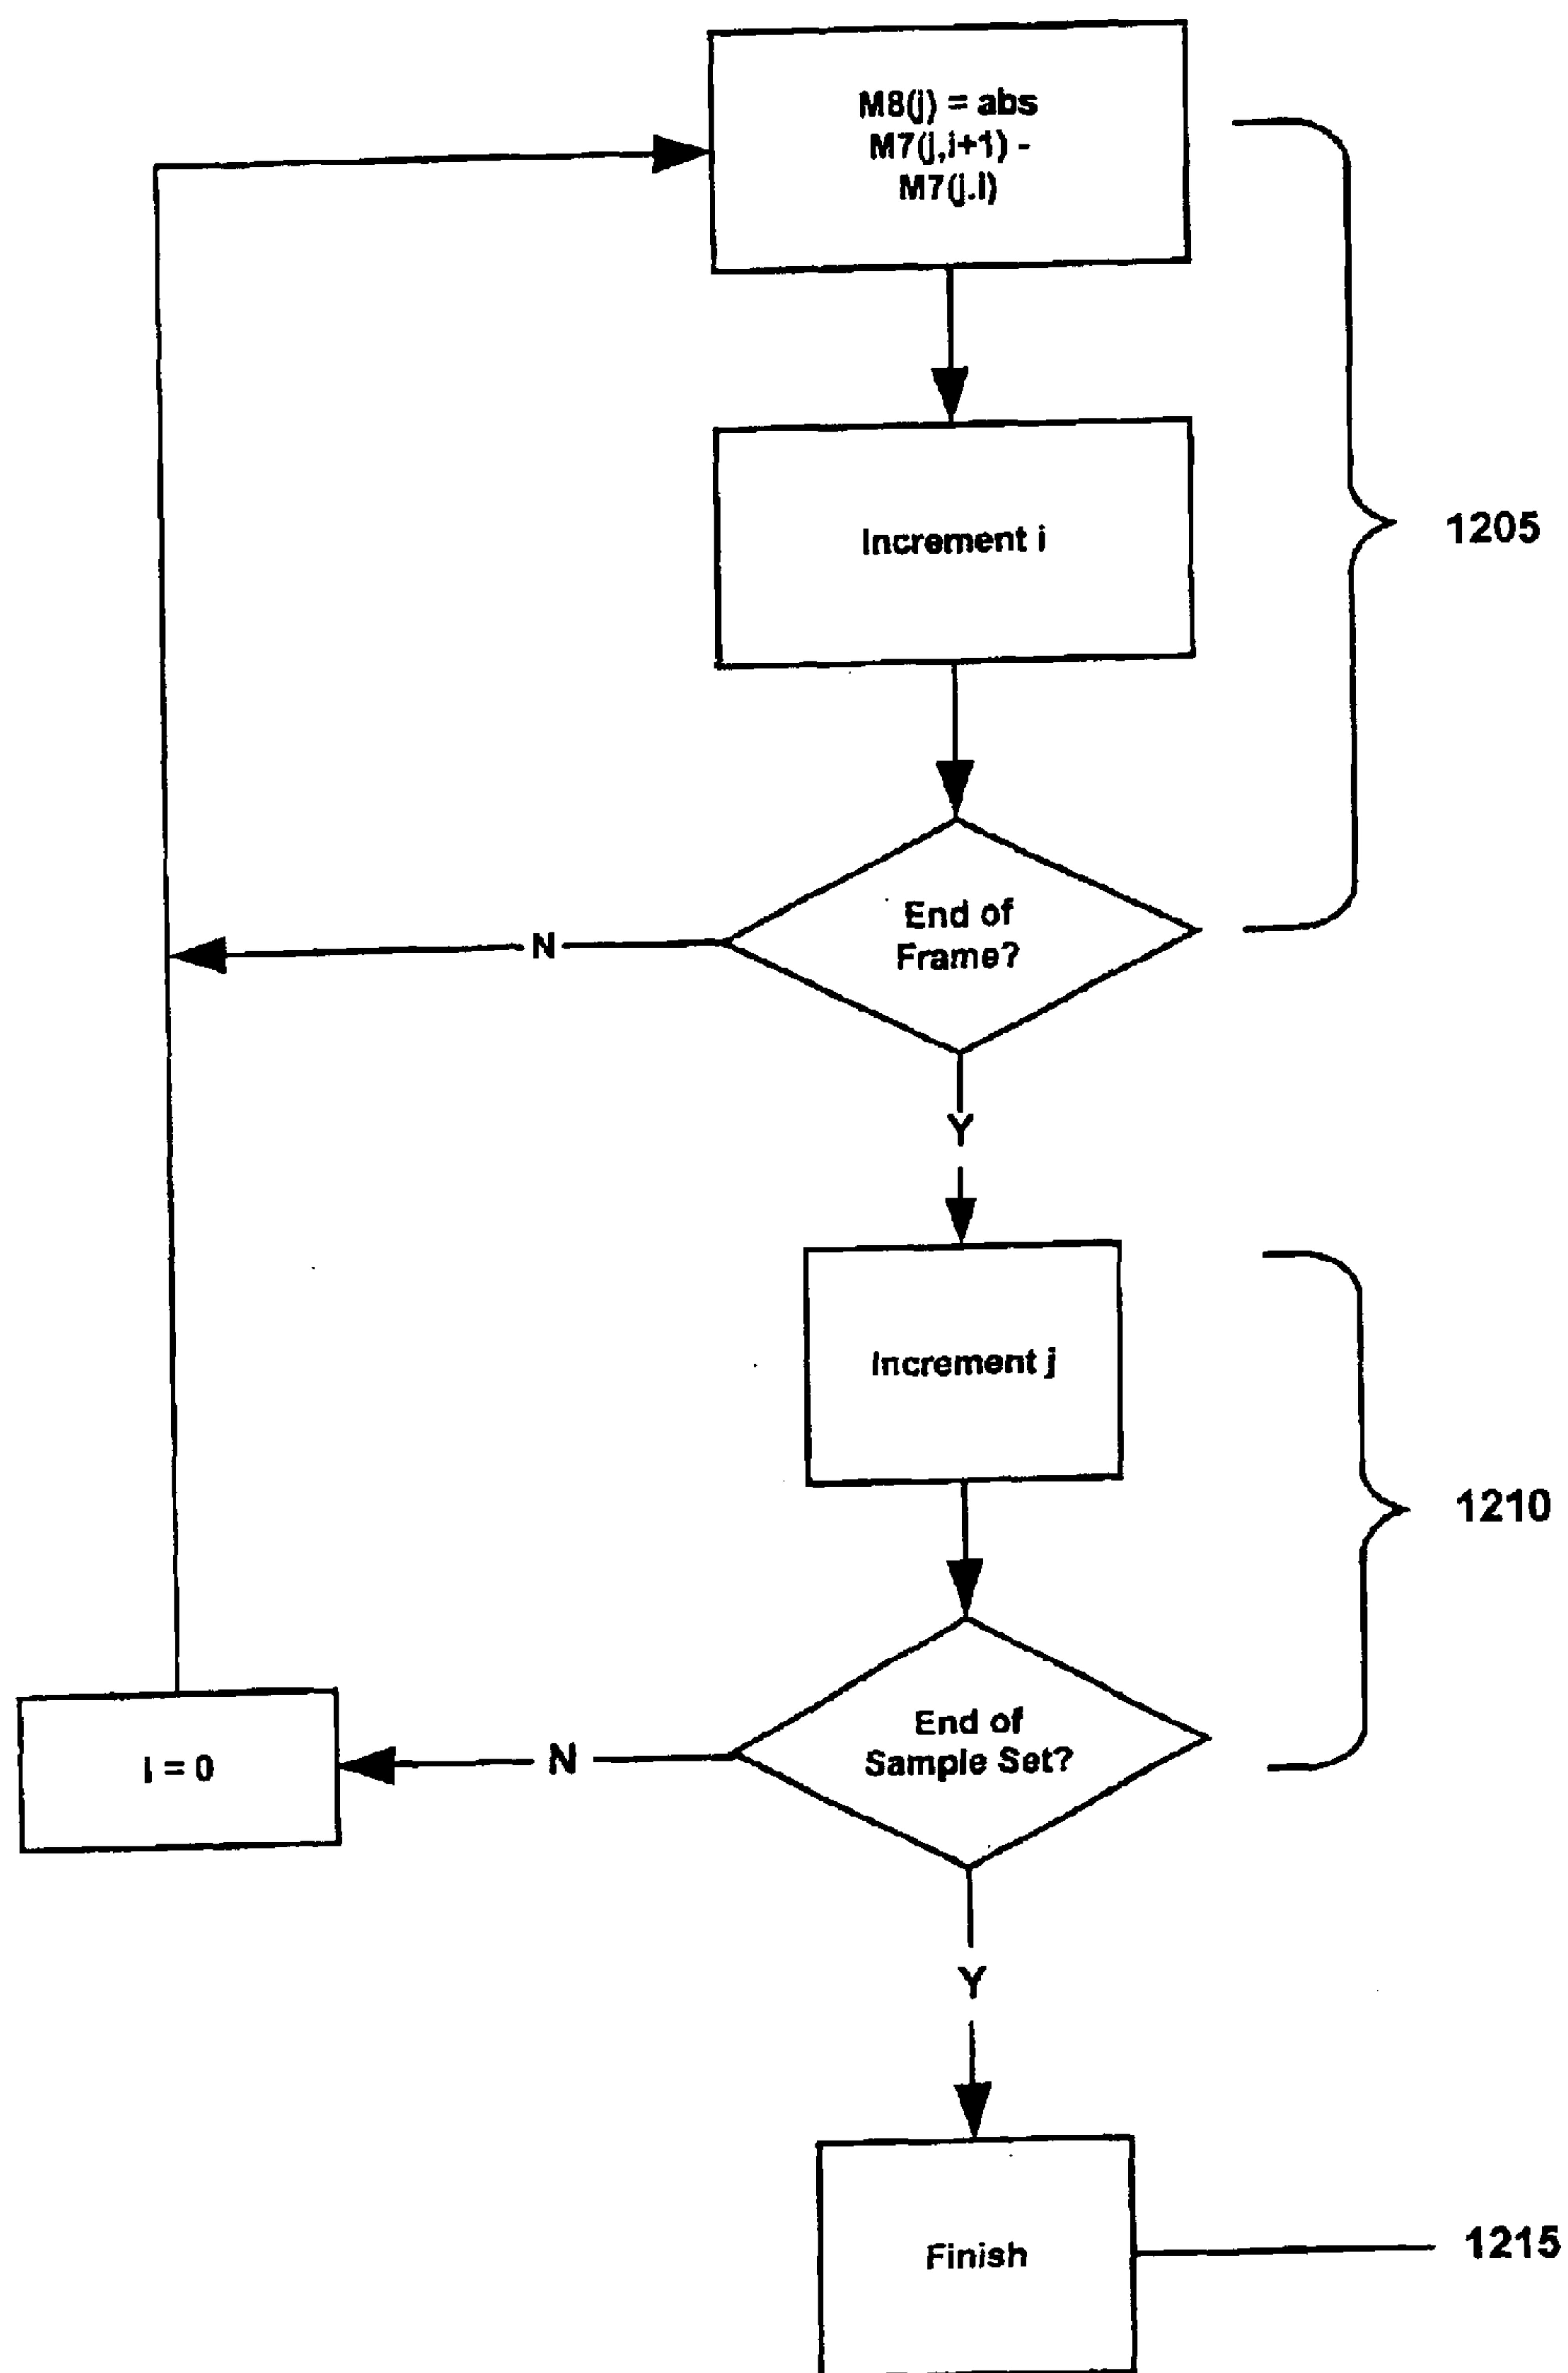 M8(j) = abs
M7(j,i+1) -
M7(j.i)
Increment i
1205
End of
Frame?
N
Y
Increment j
1210
End of
Sample Set?
N
i = 0
Y
Finish
1215